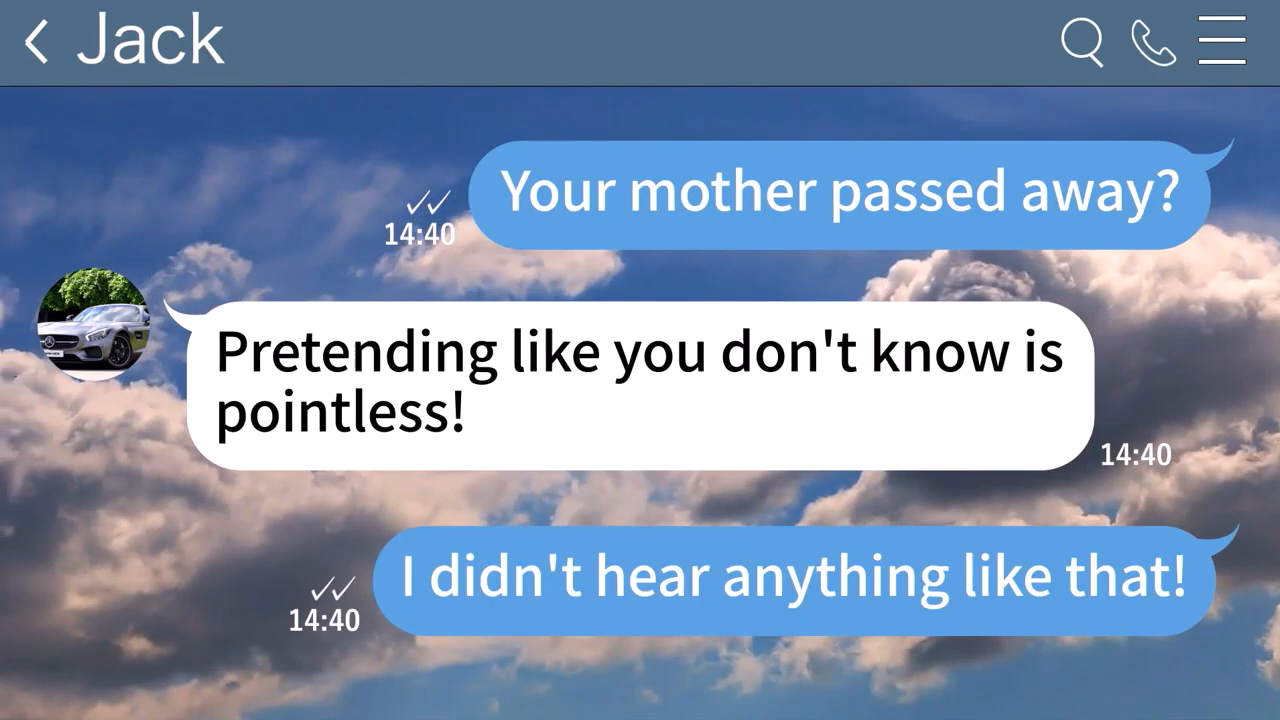 Jack
Your mother passed away?
14:40
Pretending like you don't know is
pointless!
14:40
I didn't hear anything like that!
14:40